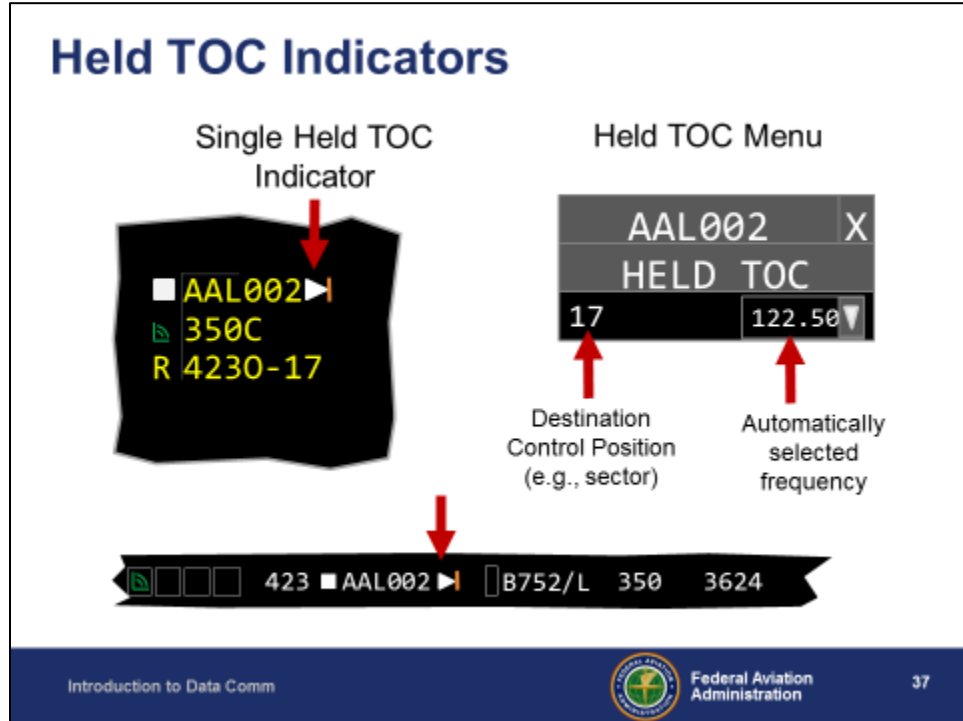 Held TOC Indicators
Single Held TOC
Indicator
Held TOC Menu
AAL002
350C
R 423O-17
AAL002 X
HELD TOC
17 122.50
Destination
Control Position
(e.g., sector)
Automatically
selected
frequency
423 AAL002 B752/L 350 3624
Introduction to Data Comm
Federal Aviation
Administration
37